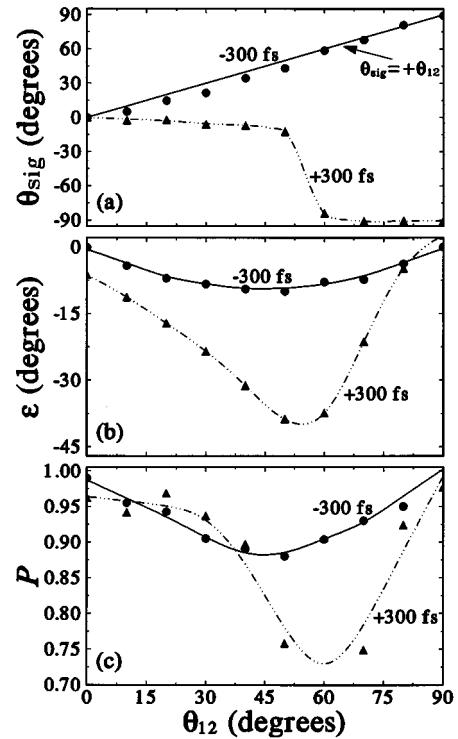 90
60
30
0
-30
-60
-90
θsig (degrees)
-300 fs
θsig=+θ12
+300 fs
(a)
0
-15
-30
-45
ε (degrees)
-300 fs
+300 fs
(b)
1.00
0.95
0.90
0.85
0.80
0.75
0.70
P
-300 fs
+300 fs
(c)
0 15 30 45 60 75 90
θ12 (degrees)